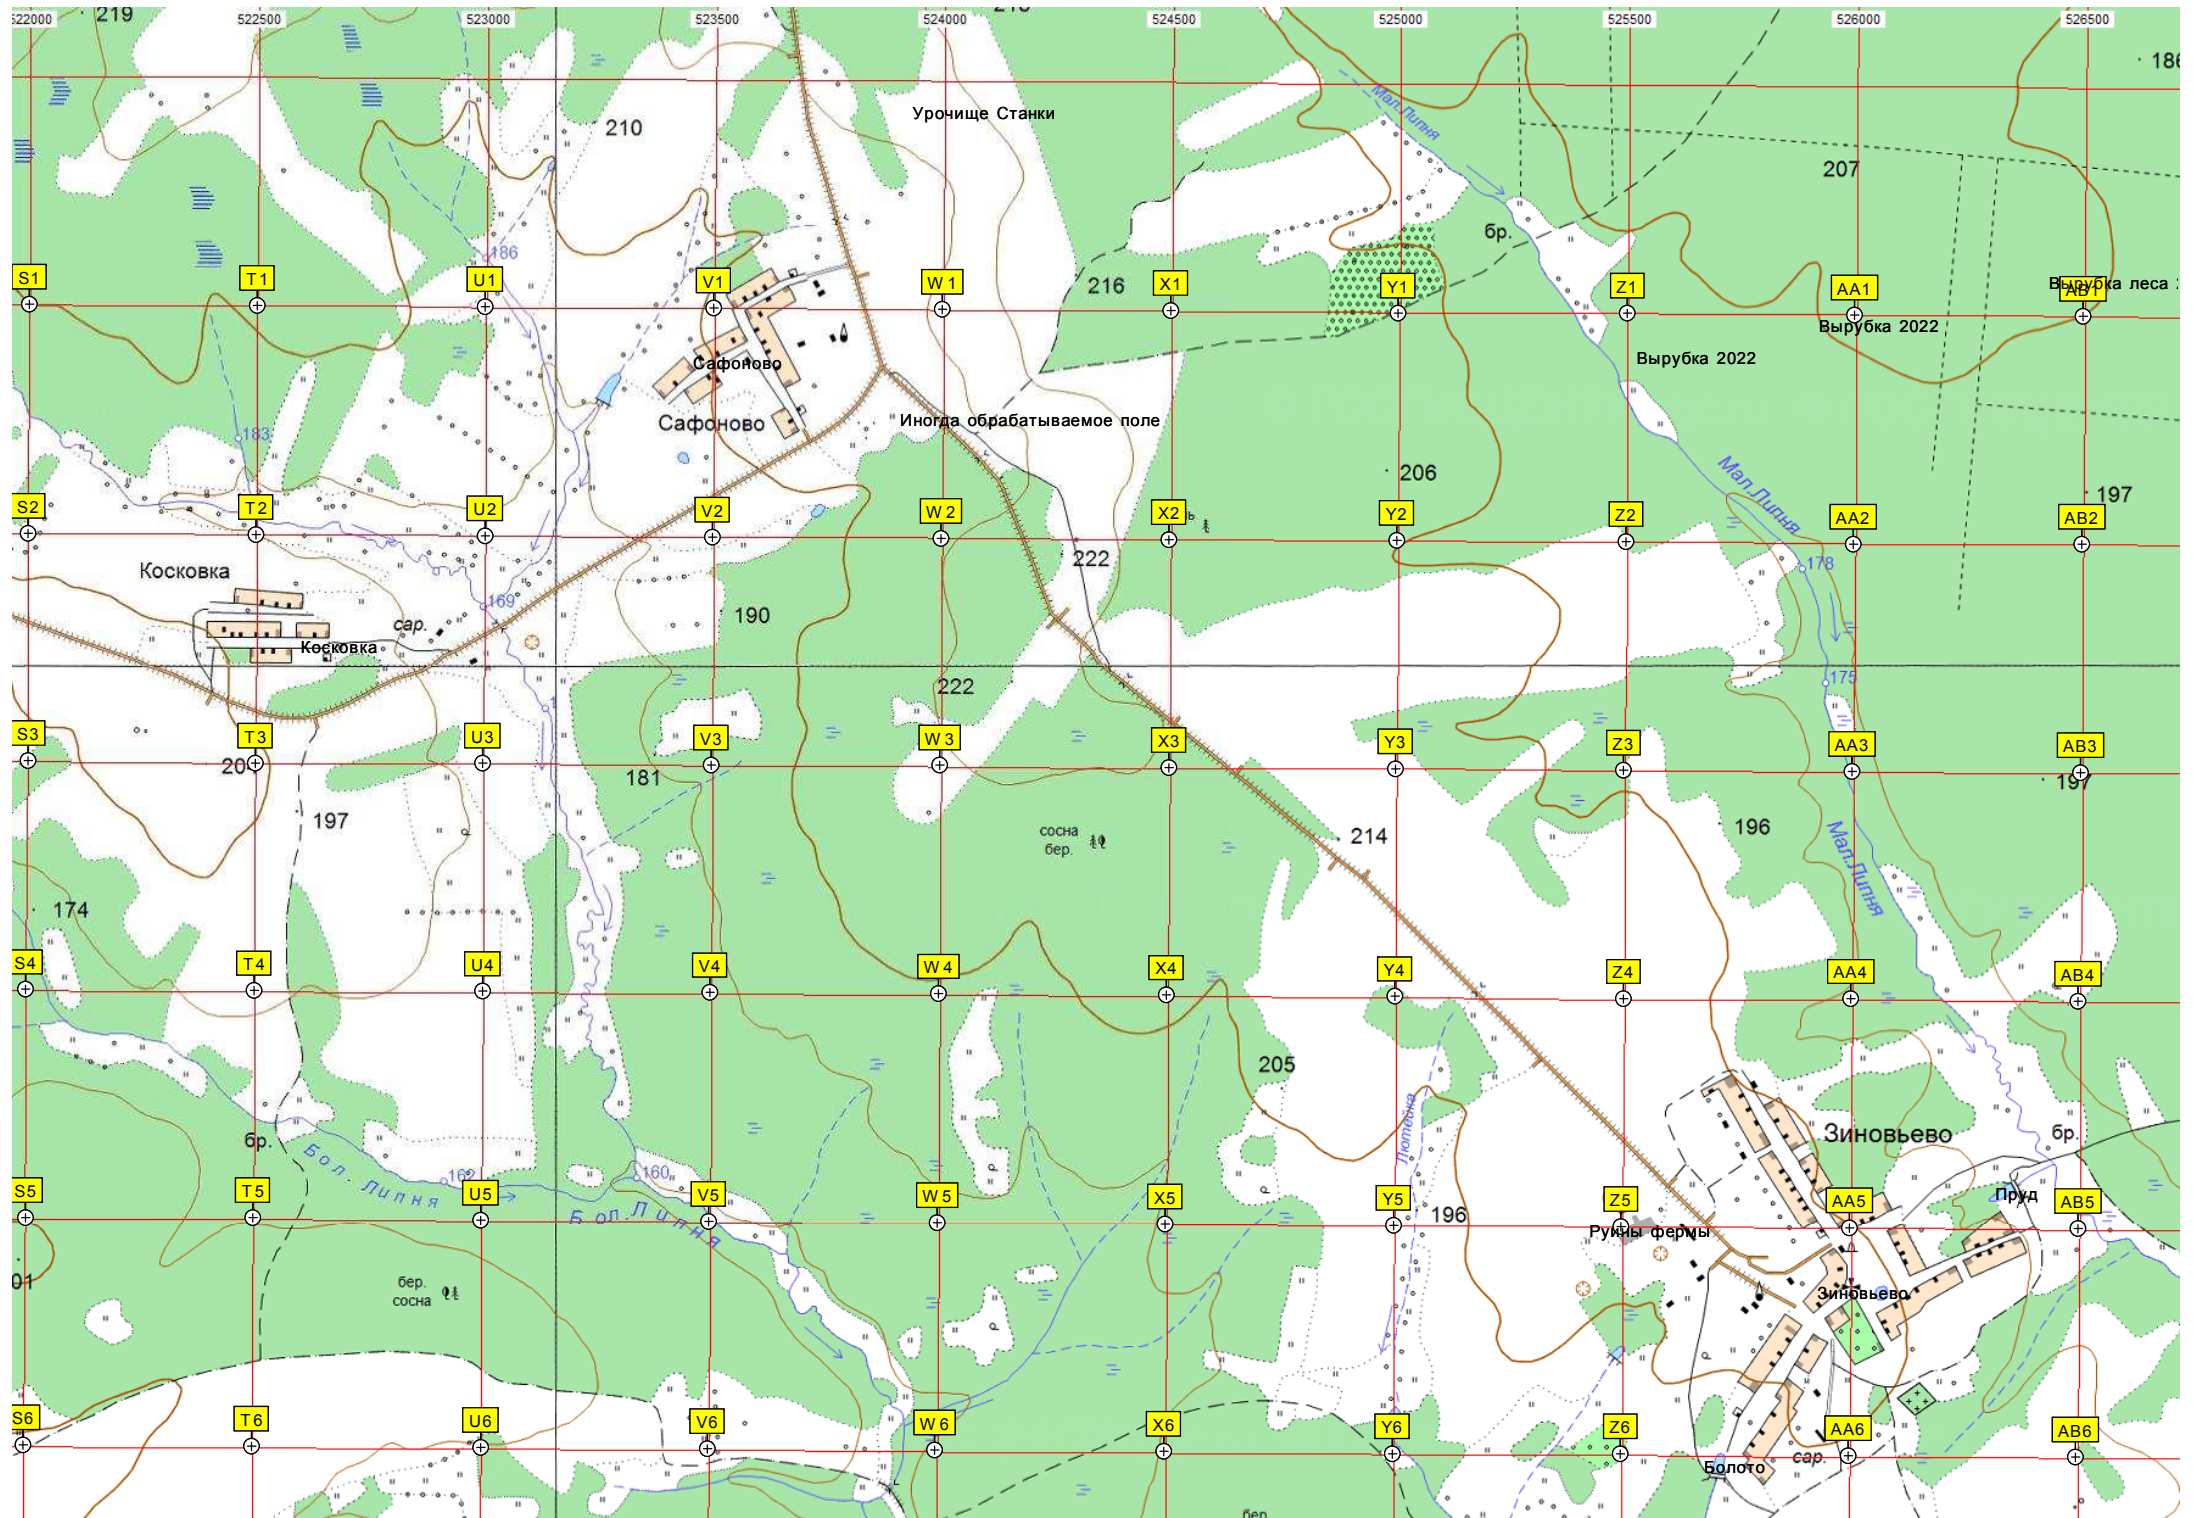 522000 522500 523000 523500 524000 524500 525000 525500 526000 526500
219
186
Мал.Липня
Урочище Станки
210
207
бр.
186
S1 T1 U1 V1 W1 X1 Y1 Z1 AA1 AB1
216
Вырубка леса
Вырубка 2022
Вырубка 2022
Сафоново
Сафоново
Иногда обрабатываемое поле
183
206
Мал.Липня
197
S2 T2 U2 V2 W2 X2 Y2 Z2 AA2 AB2
222
178
Косковка
169
190
сар.
Косковка
222
175
S3 T3 U3 V3 W3 X3 Y3 Z3 AA3 AB3
20
181
197
197
214
196
сосна
бер.
Мал.Липня
174
S4 T4 U4 V4 W4 X4 Y4 Z4 AA4 AB4
205
Лютейка
Зиновьево
бр.
бр.
Бол. Липня
162
160
S5 T5 U5 V5 W5 X5 Y5 Z5 AA5 AB5
Пруд
Бол. Липня
196
Руины фермы
01
бер.
сосна
Зиновьево
S6 T6 U6 V6 W6 X6 Y6 Z6 AA6 AB6
сар.
Болото
бер